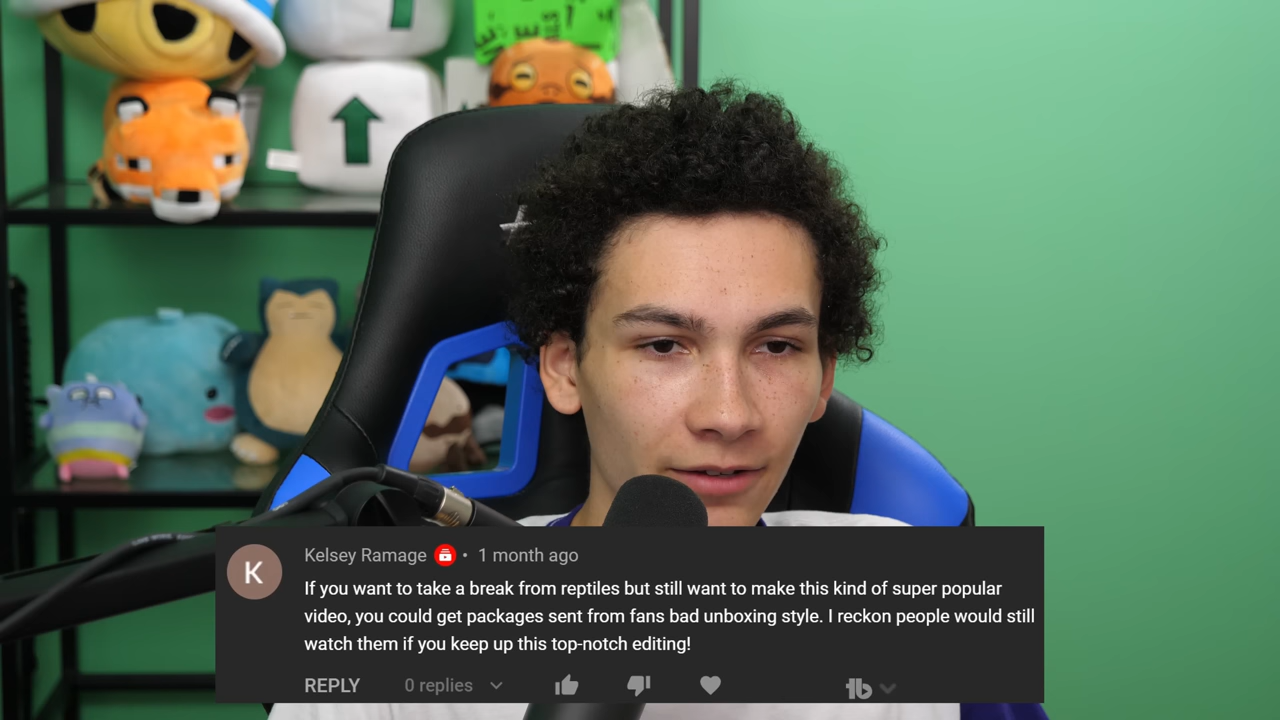 Kelsey Ramage • 1 month ago
K
If you want to take a break from reptiles but still want to make this kind of super popular
video, you could get packages sent from fans bad unboxing style. I reckon people would still
watch them if you keep up this top-notch editing!
REPLY 0 replies